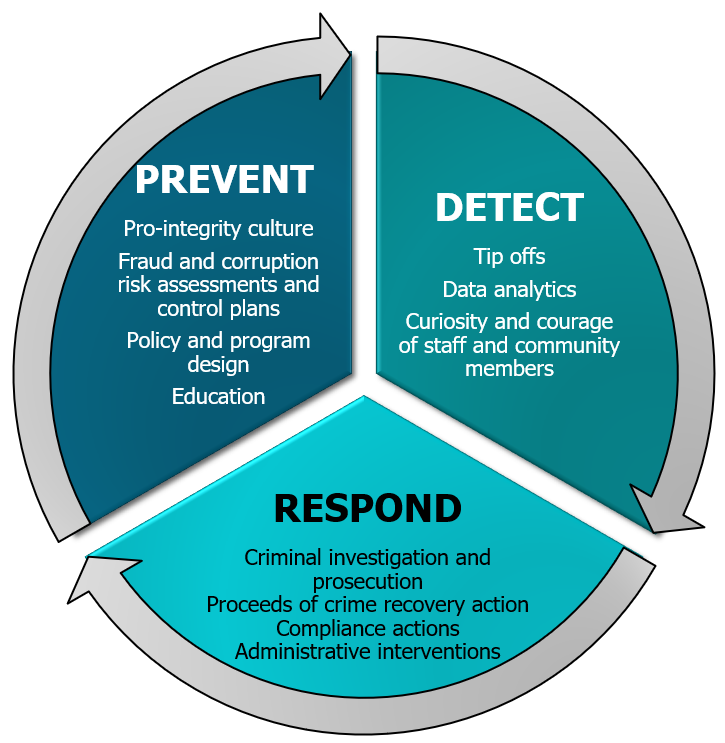 PREVENT
Pro-integrity culture
Fraud and corruption
risk assessments and
control plans
Policy and program
design
Education
DETECT
Tip offs
Data analytics
Curiosity and courage
of staff and community
members
RESPOND
Criminal investigation and
prosecution
Proceeds of crime recovery action
Compliance actions
Administrative interventions